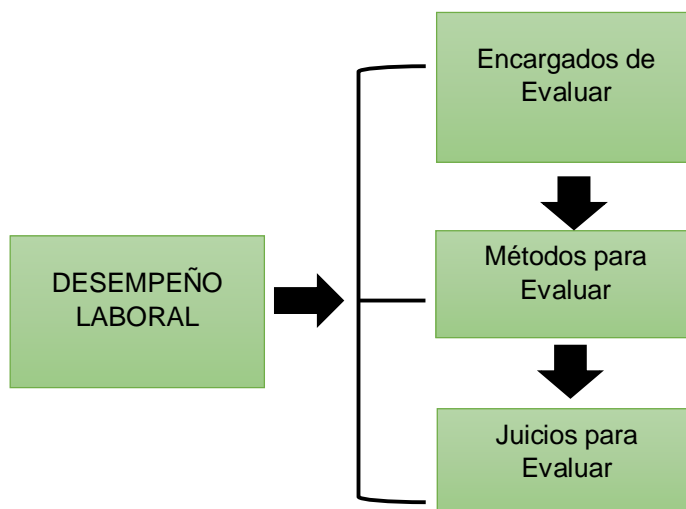 Encargados de
Evaluar
DESEMPEÑO
LABORAL
Métodos para
Evaluar
Juicios para
Evaluar